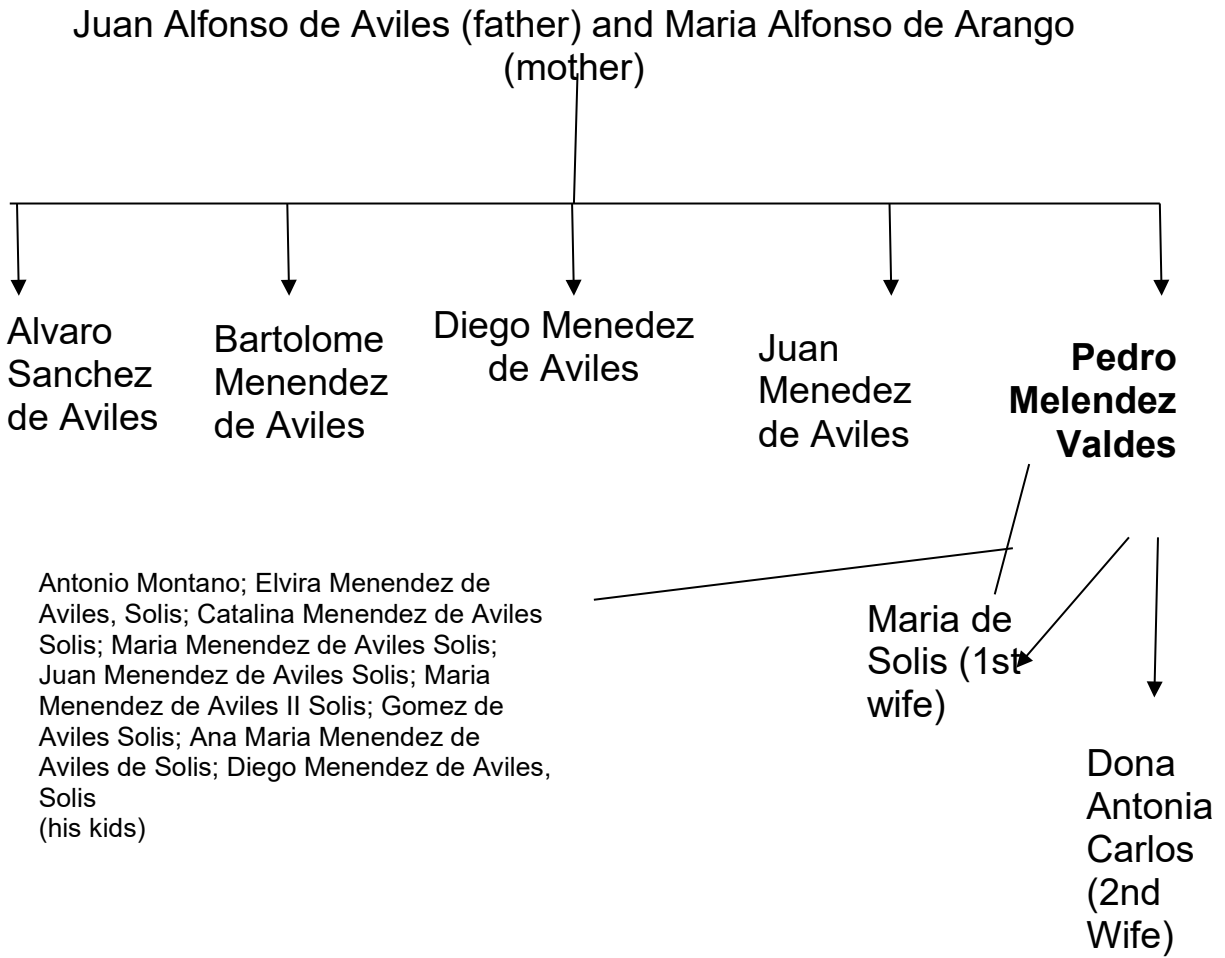 Juan Alfonso de Aviles (father) and Maria Alfonso de Arango
(mother)
Alvaro
Sanchez
de Aviles
Bartolome
Menendez
de Aviles
Diego Menedez
de Aviles
Juan
Menedez
de Aviles
Pedro
Melendez
Valdes
Antonio Montano; Elvira Menendez de
Aviles, Solis; Catalina Menendez de Aviles
Solis; Maria Menendez de Aviles Solis;
Juan Menendez de Aviles Solis; Maria
Menendez de Aviles II Solis; Gomez de
Aviles Solis; Ana Maria Menendez de
Aviles de Solis; Diego Menendez de Aviles,
Solis
(his kids)
Maria de
Solis (1st
wife)
Dona
Antonia
Carlos
(2nd
Wife)